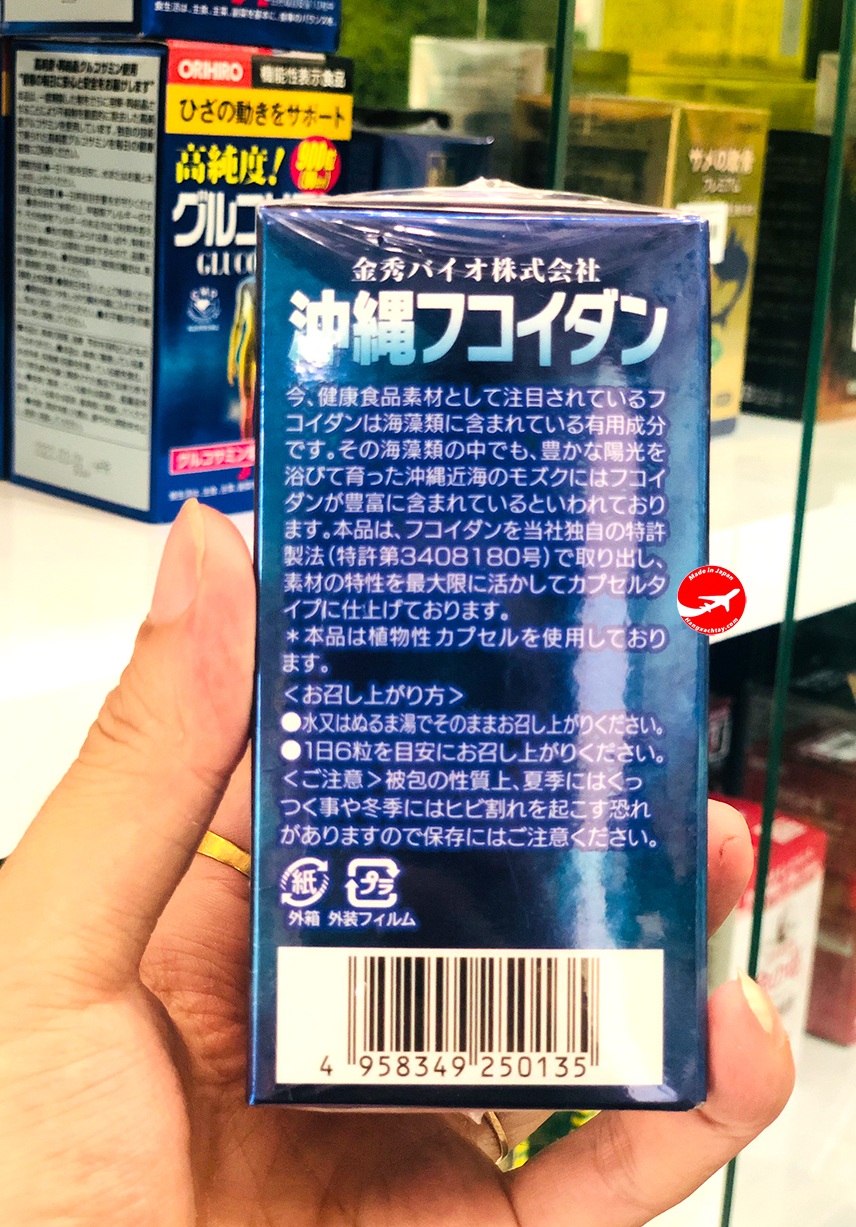 ORIHIRO 機能性表示食品
ひざの動きをサポート
高純度!
グルコ
GLUCO
グルコサミン
サメの軟骨
プレミアム
金秀バイオ株式会社
沖縄フコイダン
今、健康食品素材として注目されているフ
コイダンは海藻類に含まれている有用成分
です。その海藻類の中でも、豊かな陽光を
浴びて育った沖縄近海のモズクにはフコイ
ダンが豊富に含まれているといわれており
ます。本品は、フコイダンを当社独自の特許
製法(特許第3408180号)で取り出し、
素材の特性を最大限に活かしてカプセルタ
イプに仕上げております。
*本品は植物性カプセルを使用しており
ます。
<お召し上がり方>
●水又はぬるま湯でそのままお召し上がりください。
●1日6粒を目安にお召し上がりください。
<ご注意>被包の性質上、夏季にはくっ
つく事や冬季にはヒビ割れを起こす恐れ
がありますので保存にはご注意ください。
紙 プラ
外箱 外装フィルム
4 958349 250135
Made in Japan
Hangxachtay.com